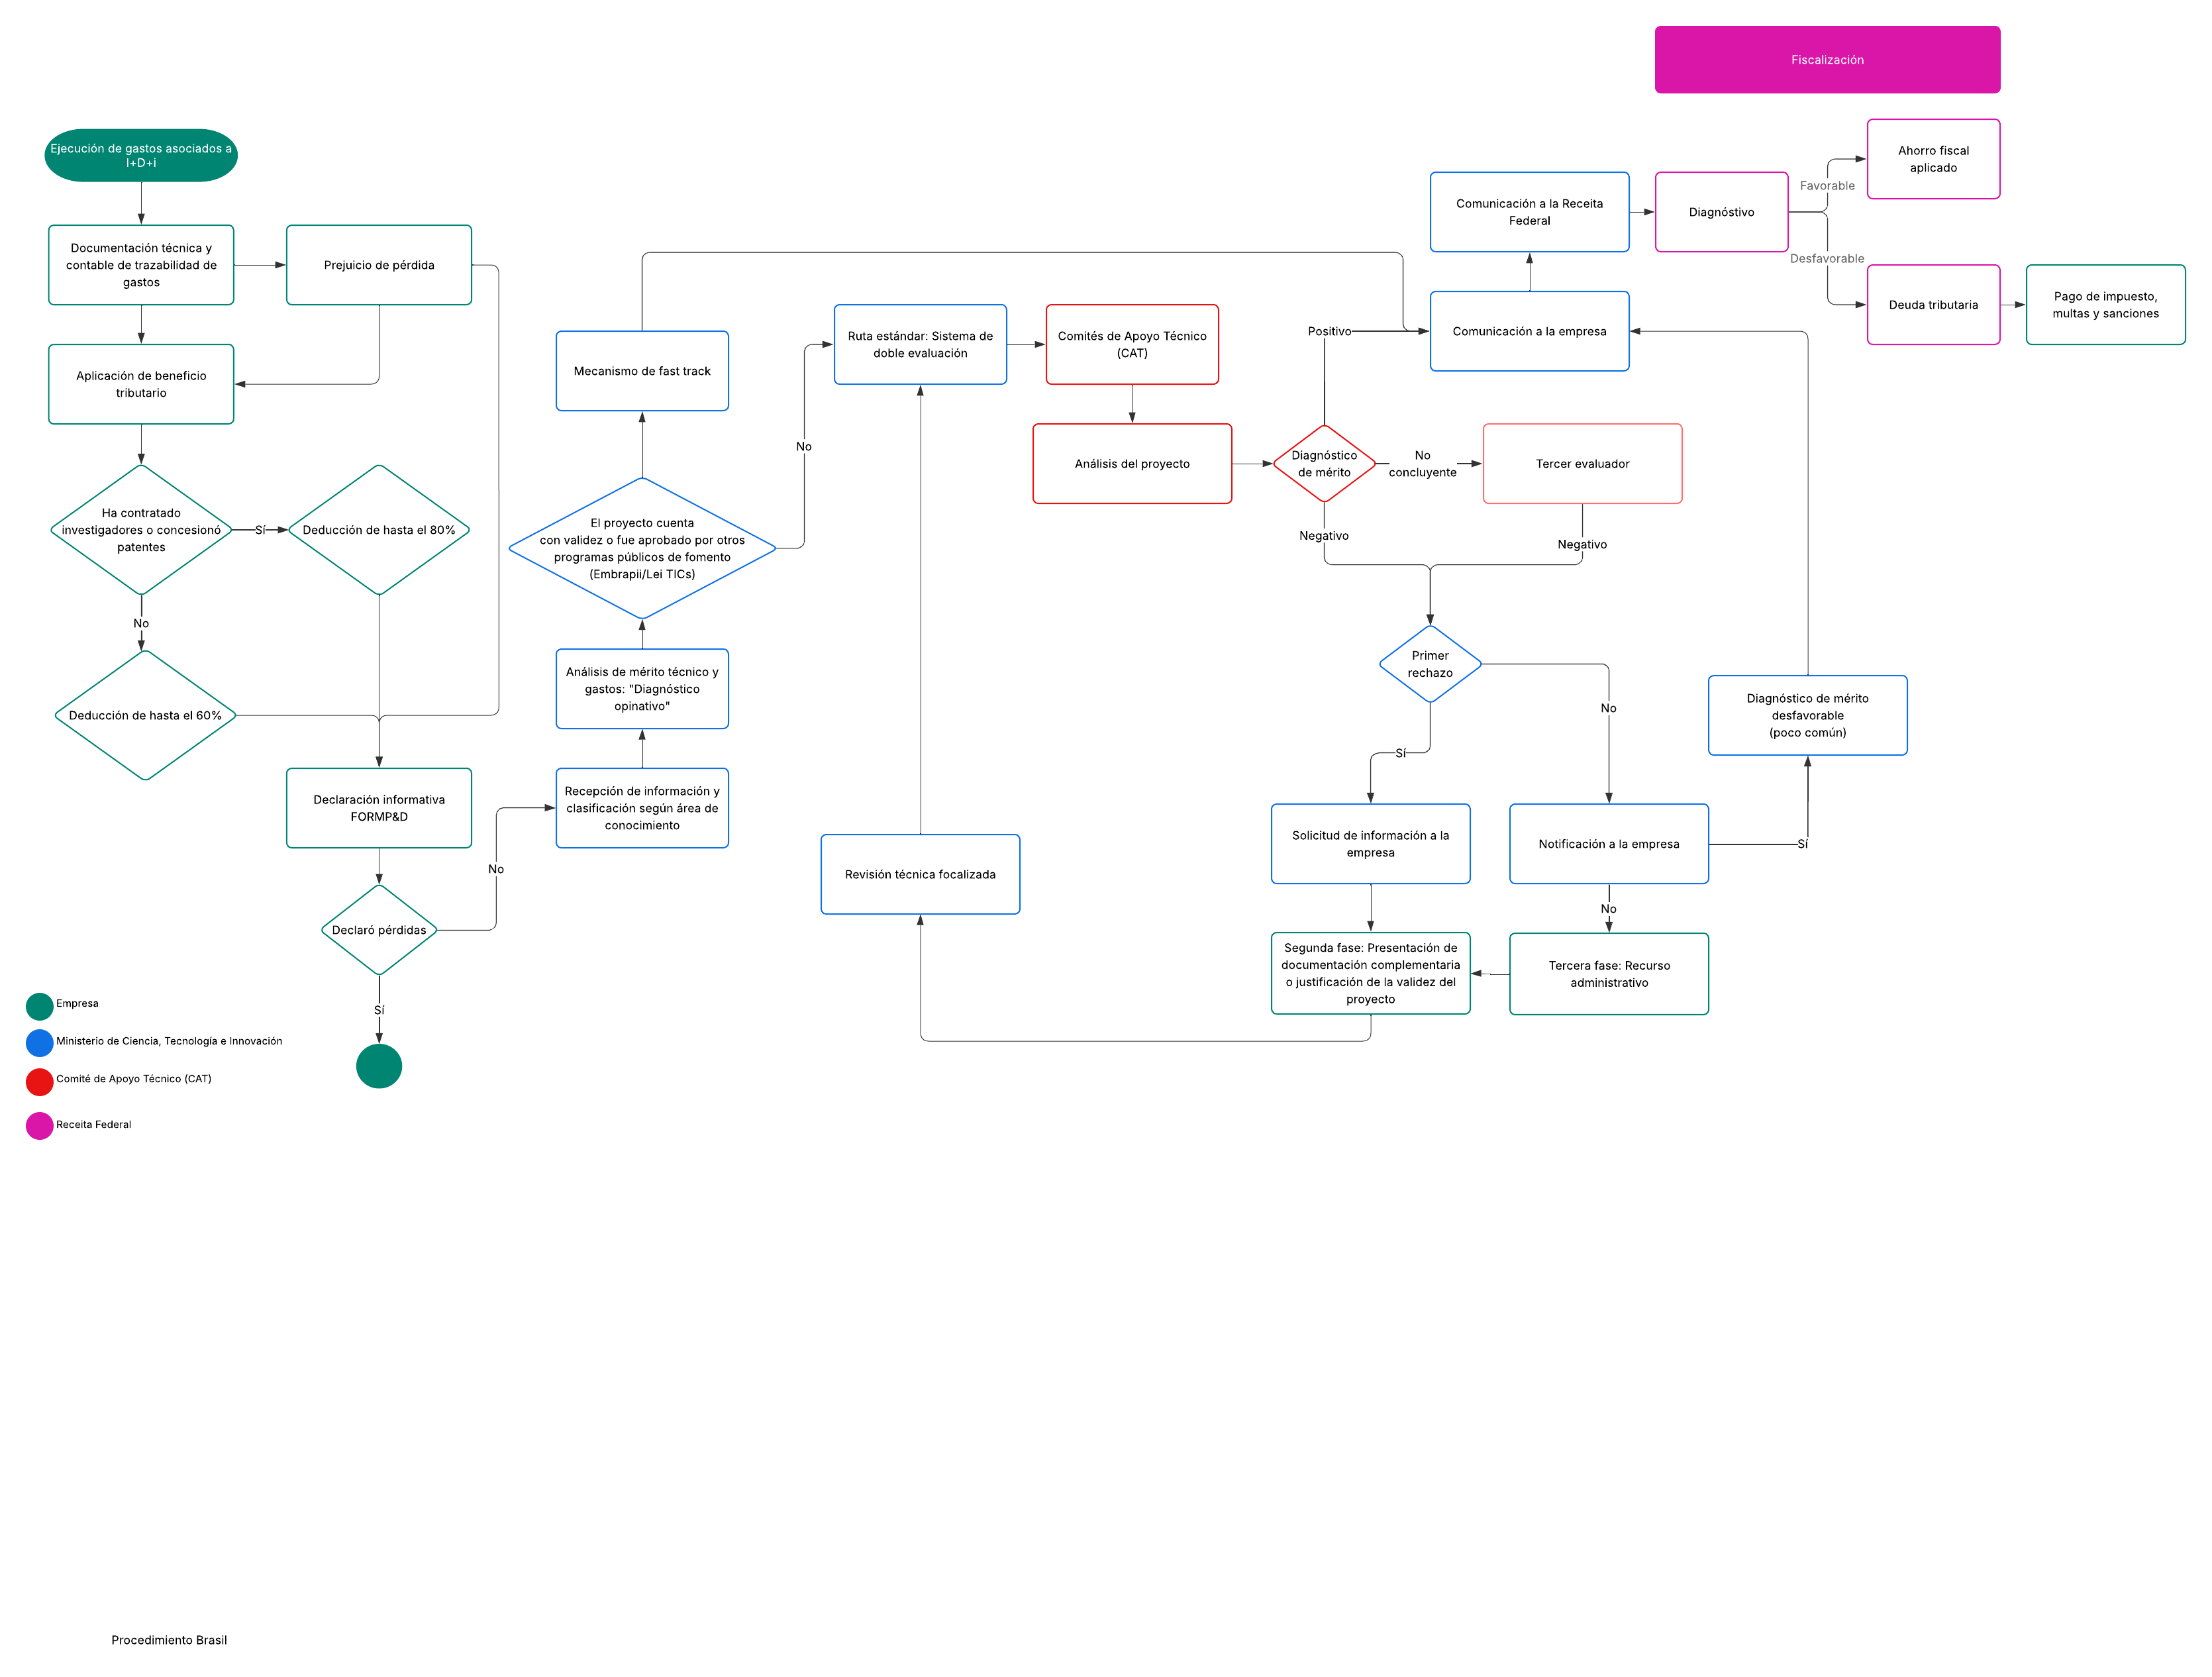 Fiscalización
Ejecución de gastos asociados a
I+D+i
Documentación técnica y
contable de trazabilidad de
gastos
Prejuicio de pérdida
Aplicación de beneficio
tributario
Ha contratado
investigadores o concesionó
patentes
Sí
Deducción de hasta el 80%
No
Deducción de hasta el 60%
Declaración informativa
FORMP&D
Declaró pérdidas
No
Sí
Recepción de información y
clasificación según área de
conocimiento
Análisis de mérito técnico y
gastos: "Diagnóstico
opinativo"
El proyecto cuenta
con validez o fue aprobado por otros
programas públicos de fomento
(Embrapii/Lei TICs)
Mecanismo de fast track
No
Ruta estándar: Sistema de
doble evaluación
Comités de Apoyo Técnico
(CAT)
Análisis del proyecto
Diagnóstico
de mérito
Positivo
No
concluyente
Tercer evaluador
Negativo
Negativo
Primer
rechazo
Sí
No
Solicitud de información a la
empresa
Notificación a la empresa
Sí
No
Diagnóstico de mérito
desfavorable
(poco común)
Segunda fase: Presentación de
documentación complementaria
o justificación de la validez del
proyecto
Tercera fase: Recurso
administrativo
Revisión técnica focalizada
Comunicación a la empresa
Comunicación a la Receita
Federal
Diagnóstivo
Favorable
Desfavorable
Ahorro fiscal
aplicado
Deuda tributaria
Pago de impuesto,
multas y sanciones
Empresa
Ministerio de Ciencia, Tecnología e Innovación
Comité de Apoyo Técnico (CAT)
Receita Federal
Procedimiento Brasil